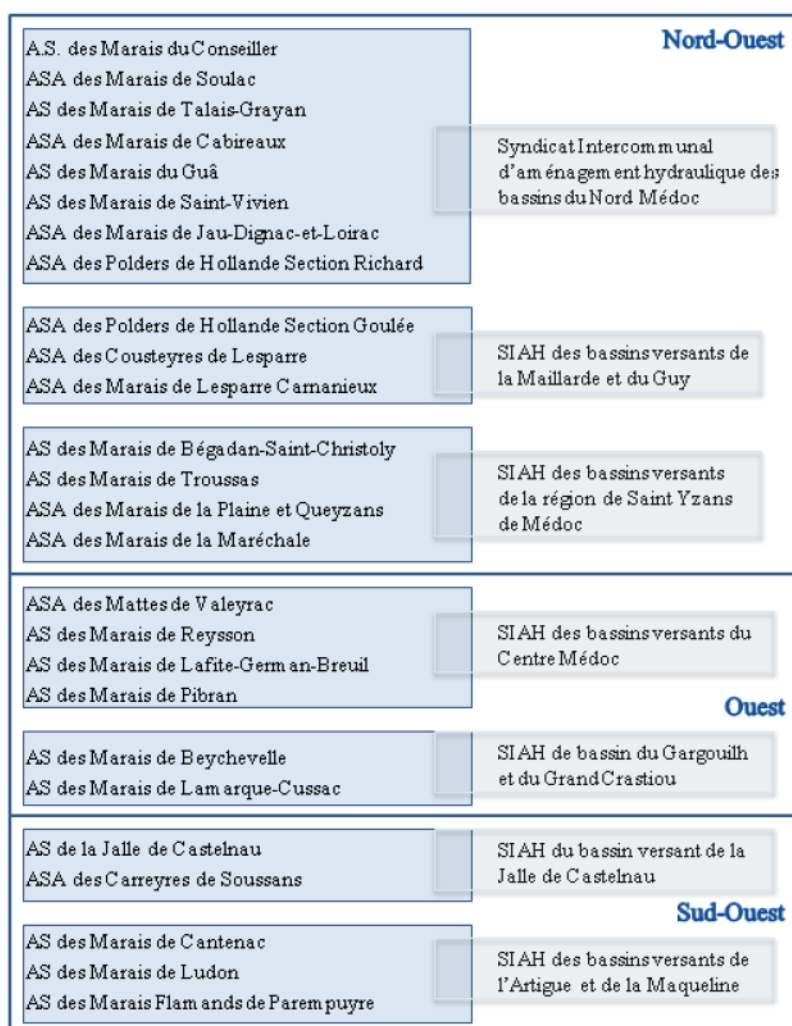 Nord-Ouest
A.S. des Marais du Conseiller
ASA des Marais de Soulac
AS des Marais de Talais-Grayan
ASA des Marais de Cabireaux
AS des Marais du Guâ
AS des Marais de Saint-Vivien
ASA des Marais de Jau-Dignac-et-Loirac
ASA des Polders de Hollande Section Richard
Syndicat Intercommunal
d'aménagement hydraulique des
bassins du Nord Médoc
ASA des Polders de Hollande Section Goulée
ASA des Cousteyres de Lesparre
ASA des Marais de Lesparre Carnanieux
SIAH des bassins versants de
la Maillarde et du Guy
AS des Marais de Bégadan-Saint-Christoly
AS des Marais de Troussas
ASA des Marais de la Plaine et Queyzans
ASA des Marais de la Maréchale
SIAH des bassins versants
de la région de Saint Yzans
de Médoc
ASA des Mattes de Valeyrac
AS des Marais de Reysson
AS des Marais de Lafite-German-Breuil
AS des Marais de Pibran
SIAH des bassins versants du
Centre Médoc
Ouest
AS des Marais de Beychevelle
AS des Marais de Lamarque-Cussac
SIAH de bassin du Gargouilh
et du Grand Crastiou
AS de la Jalle de Castelnau
ASA des Carreyres de Soussans
SIAH du bassin versant de la
Jalle de Castelnau
Sud-Ouest
AS des Marais de Cantenac
AS des Marais de Ludon
AS des Marais Flamands de Parempuyre
SIAH des bassins versants de
l'Artigue et de la Maqueline